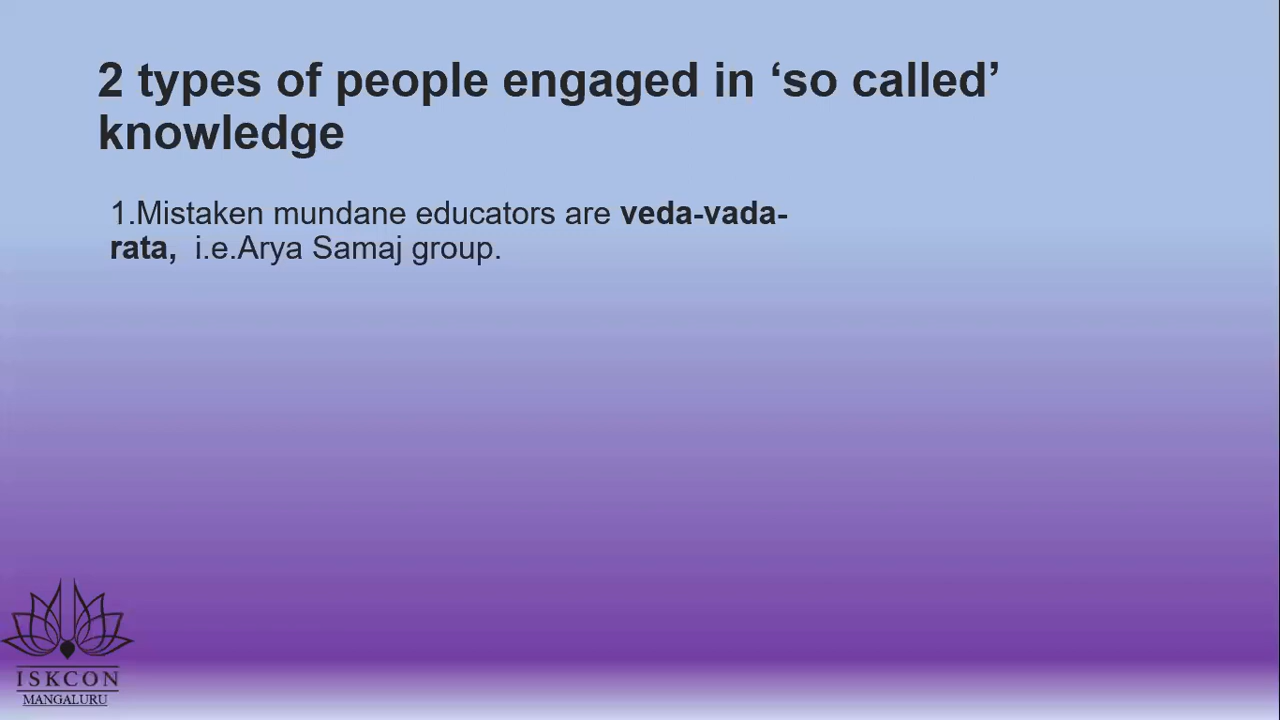 2 types of people engaged in ‘so called’
knowledge
1.Mistaken mundane educators are veda-vada-
rata,  i.e.Arya Samaj group.
ISKCON
MANGALURU